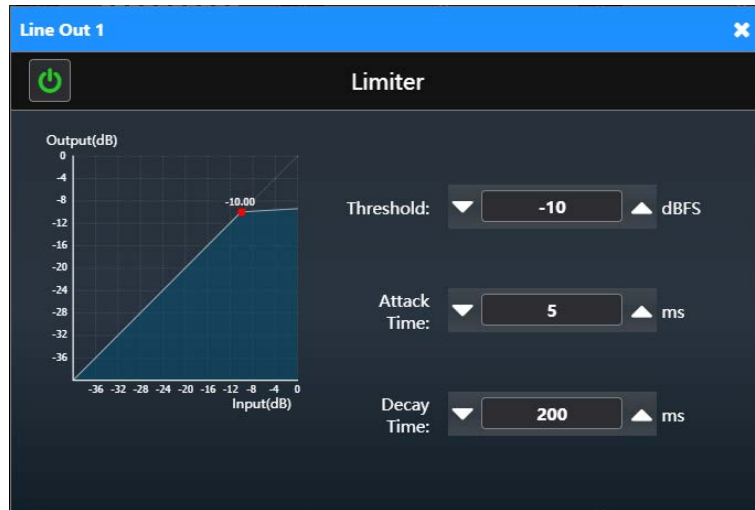 Line Out 1
Limiter
Output(dB)
0
-4
-8
-12
-16
-20
-24
-28
-32
-36
-10.00
-36 -32 -28 -24 -20 -16 -12 -8 -4 0
Input(dB)
Threshold: -10 dBFS
Attack
Time: 5 ms
Decay
Time: 200 ms